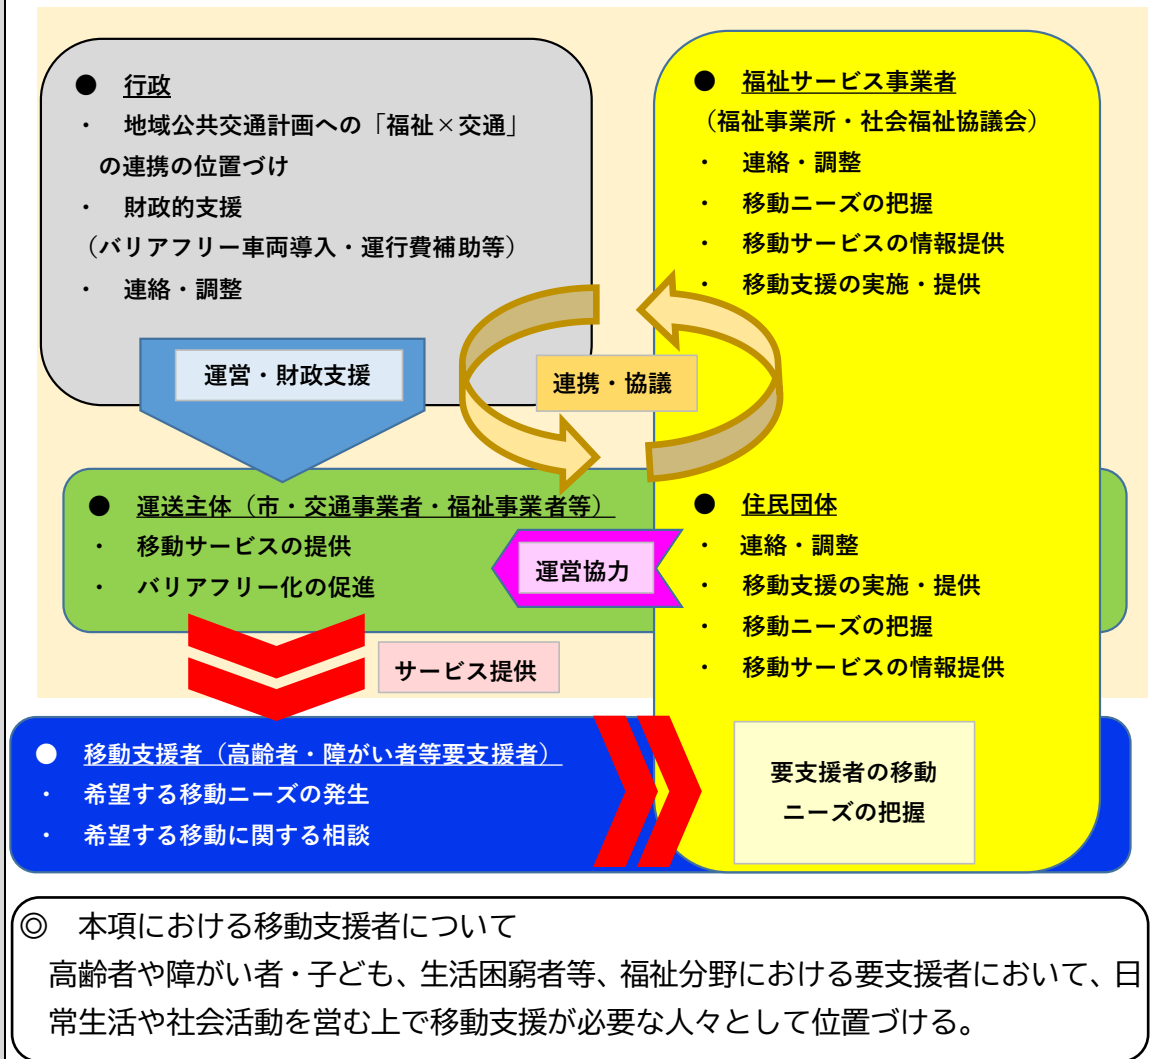 ● 行政
・ 地域公共交通計画への「福祉×交通」
の連携の位置づけ
・ 財政的支援
（バリアフリー車両導入・運行費補助等）
・ 連絡・調整
● 福祉サービス事業者
（福祉事業所・社会福祉協議会）
・ 連絡・調整
・ 移動ニーズの把握
・ 移動サービスの情報提供
・ 移動支援の実施・提供
運営・財政支援
連携・協議
● 運送主体（市・交通事業者・福祉事業者等）
・ 移動サービスの提供
・ バリアフリー化の促進
運営協力
● 住民団体
・ 連絡・調整
・ 移動支援の実施・提供
・ 移動ニーズの把握
・ 移動サービスの情報提供
サービス提供
● 移動支援者（高齢者・障がい者等要支援者）
・ 希望する移動ニーズの発生
・ 希望する移動に関する相談
要支援者の移動
ニーズの把握
◎ 本項における移動支援者について
高齢者や障がい者・子ども、生活困窮者等、福祉分野における要支援者において、日
常生活や社会活動を営む上で移動支援が必要な人々として位置づける。